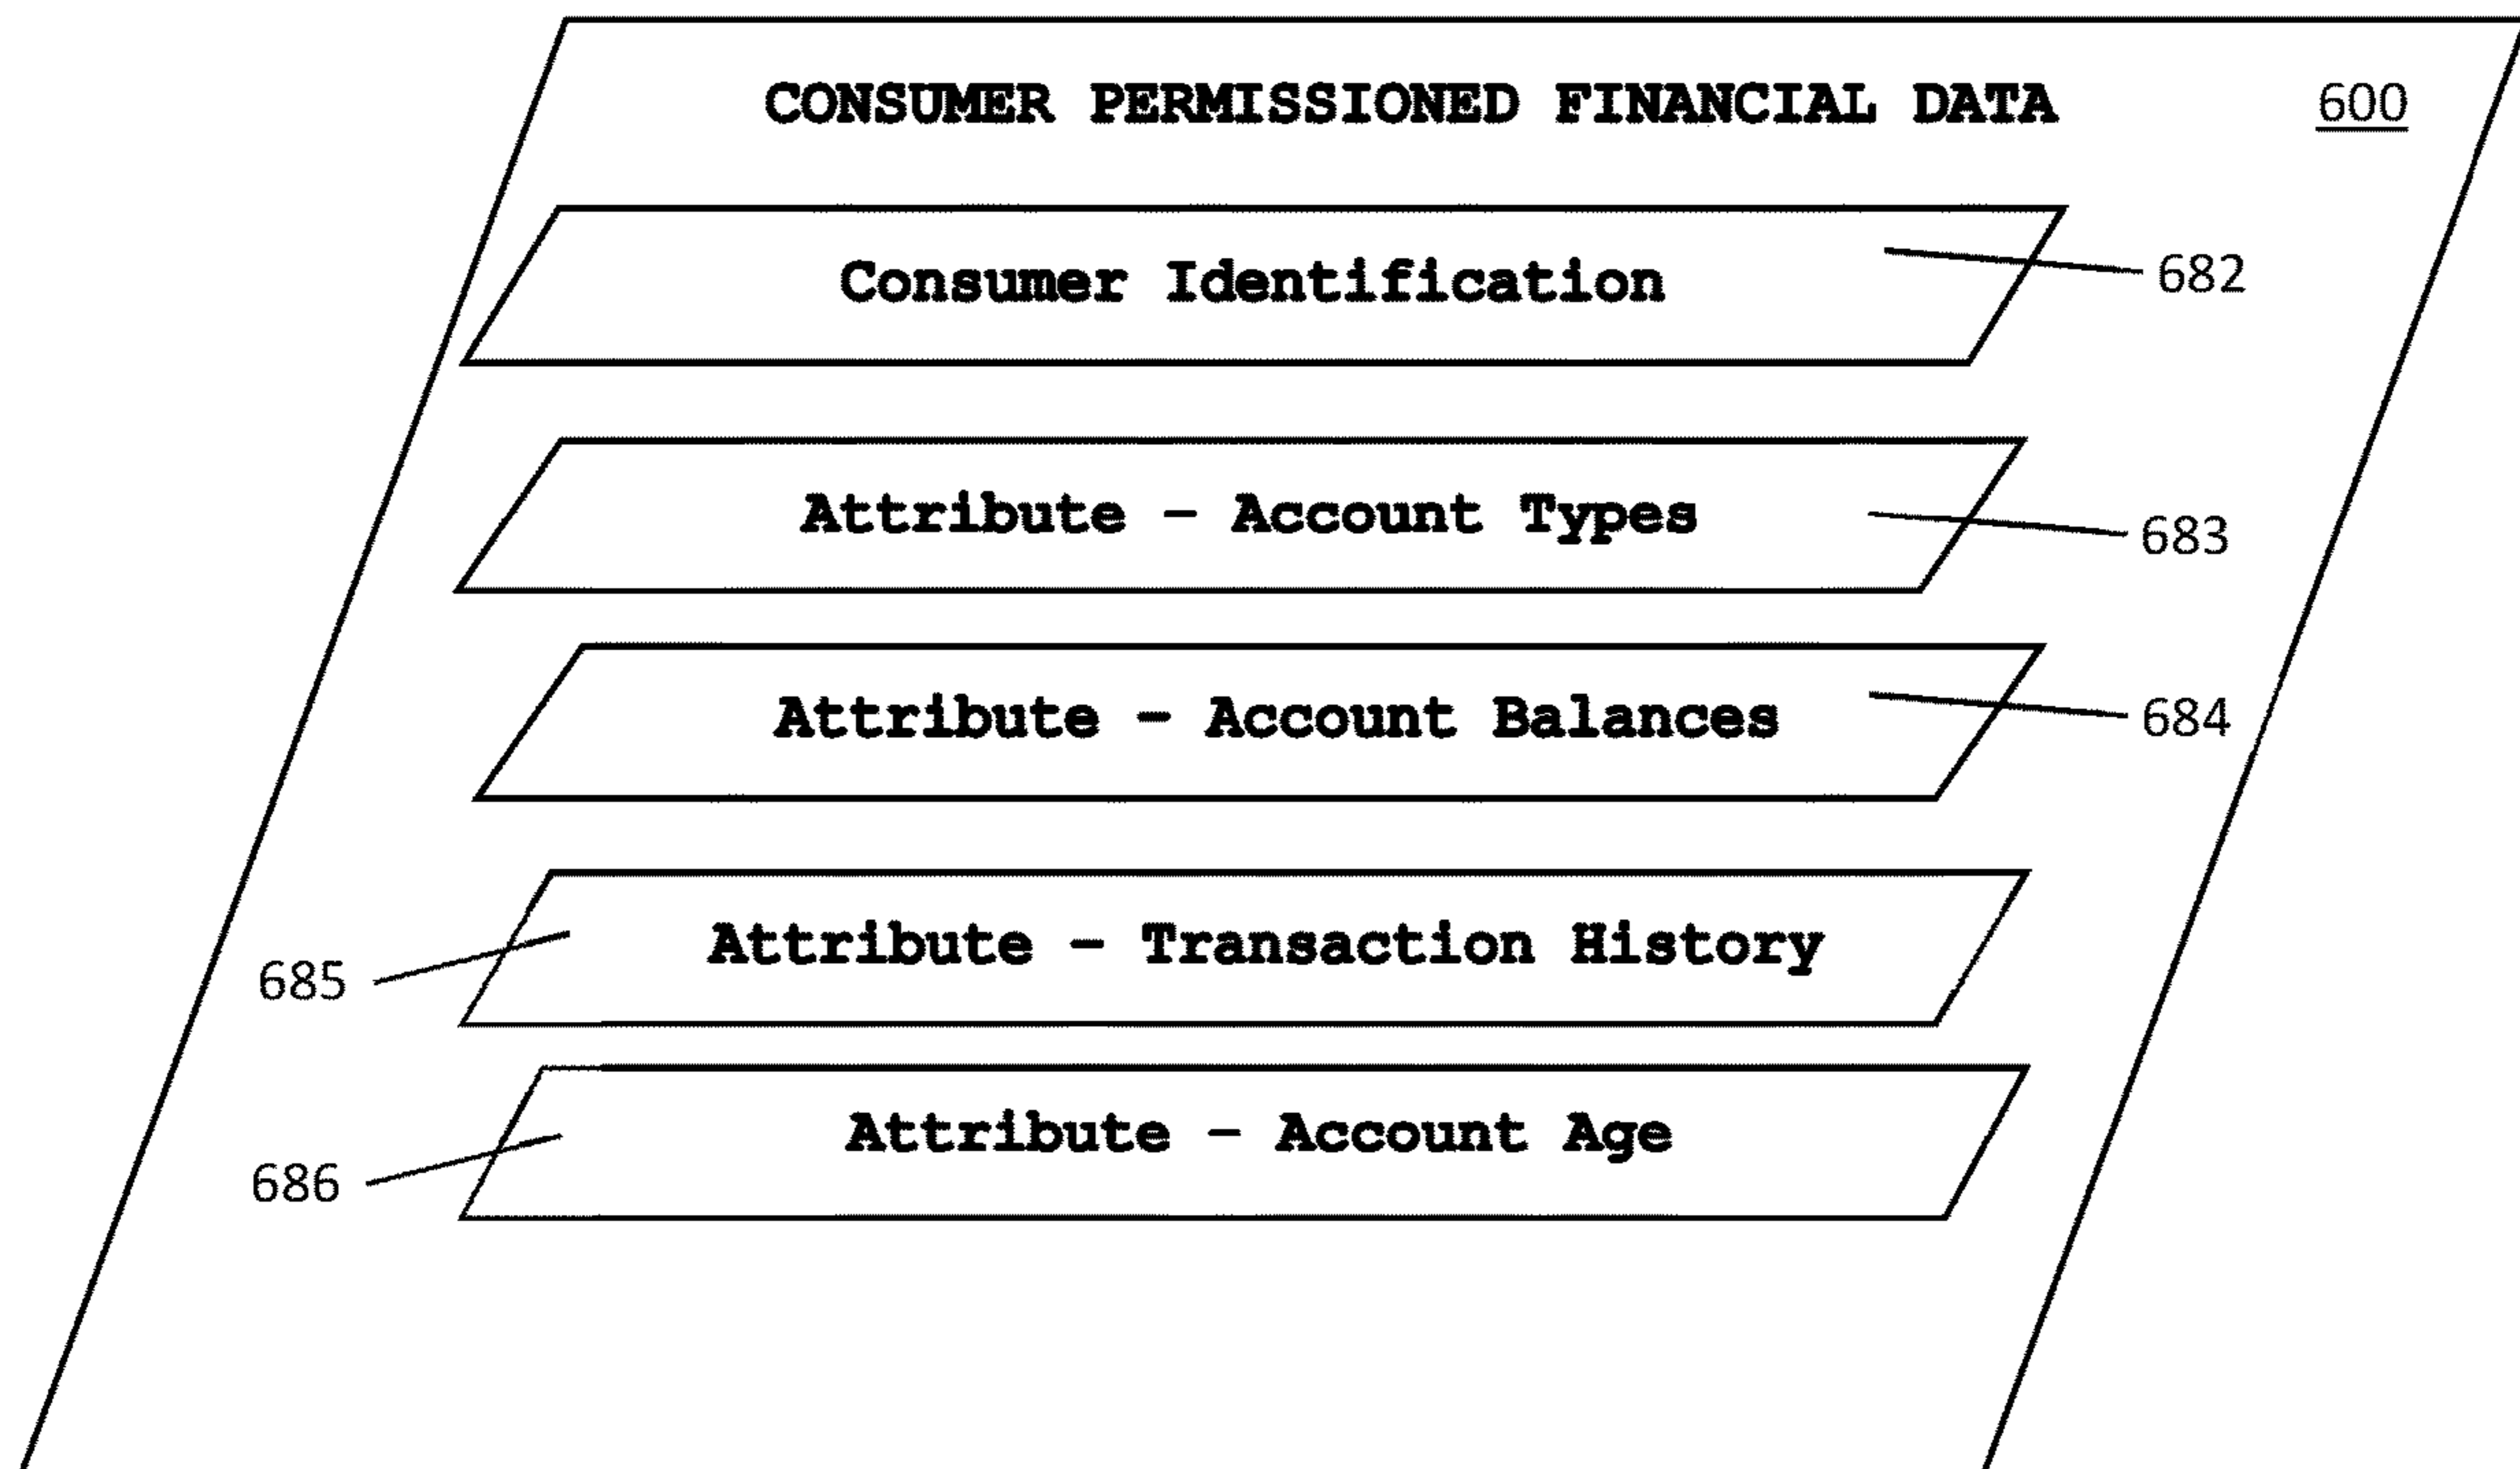 CONSUMER PERMISSIONED FINANCIAL DATA 600
Consumer Identification 682
Attribute – Account Types 683
Attribute – Account Balances 684
Attribute – Transaction History
685
Attribute – Account Age
686